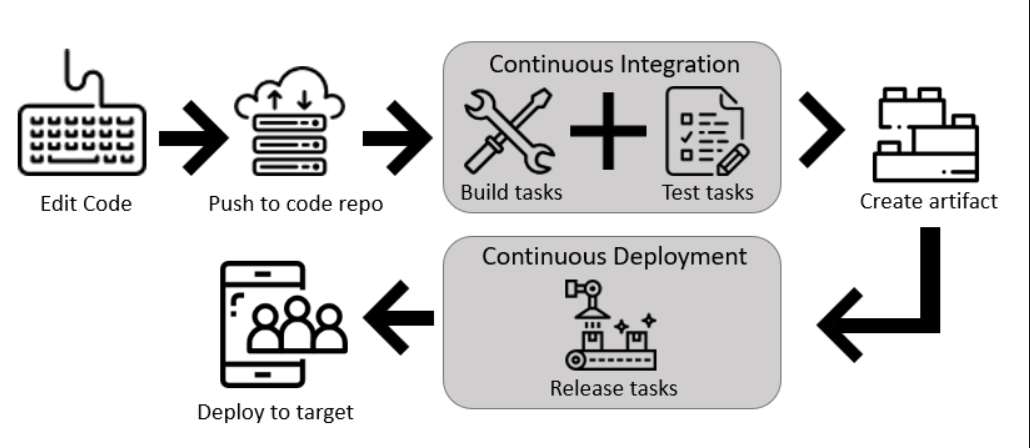 Continuous Integration
Build tasks
Test tasks
Edit Code
Push to code repo
Create artifact
Continuous Deployment
Release tasks
Deploy to target